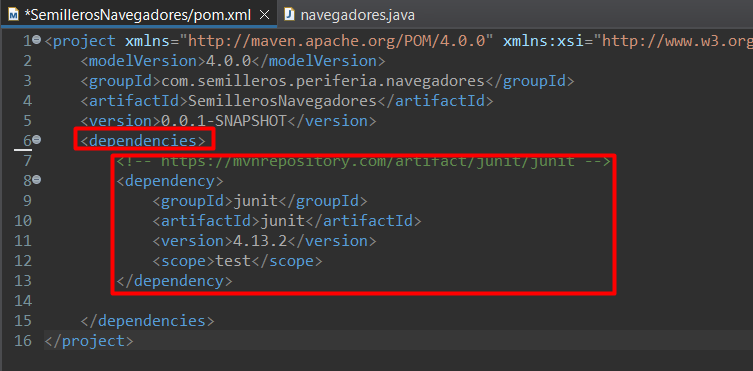 *SemillerosNavegadores/pom.xml navegadores.java
1 <project xmlns="http://maven.apache.org/POM/4.0.0" xmlns:xsi="http://www.w3.org
2 <modelVersion>4.0.0</modelVersion>
3 <groupId>com.semilleros.periferia.navegadores</groupId>
4 <artifactId>SemillerosNavegadores</artifactId>
5 <version>0.0.1-SNAPSHOT</version>
6 <dependencies>
7 <!-- https://mvnrepository.com/artifact/junit/junit -->
8 <dependency>
9 <groupId>junit</groupId>
10 <artifactId>junit</artifactId>
11 <version>4.13.2</version>
12 <scope>test</scope>
13 </dependency>
14
15 </dependencies>
16 </project>